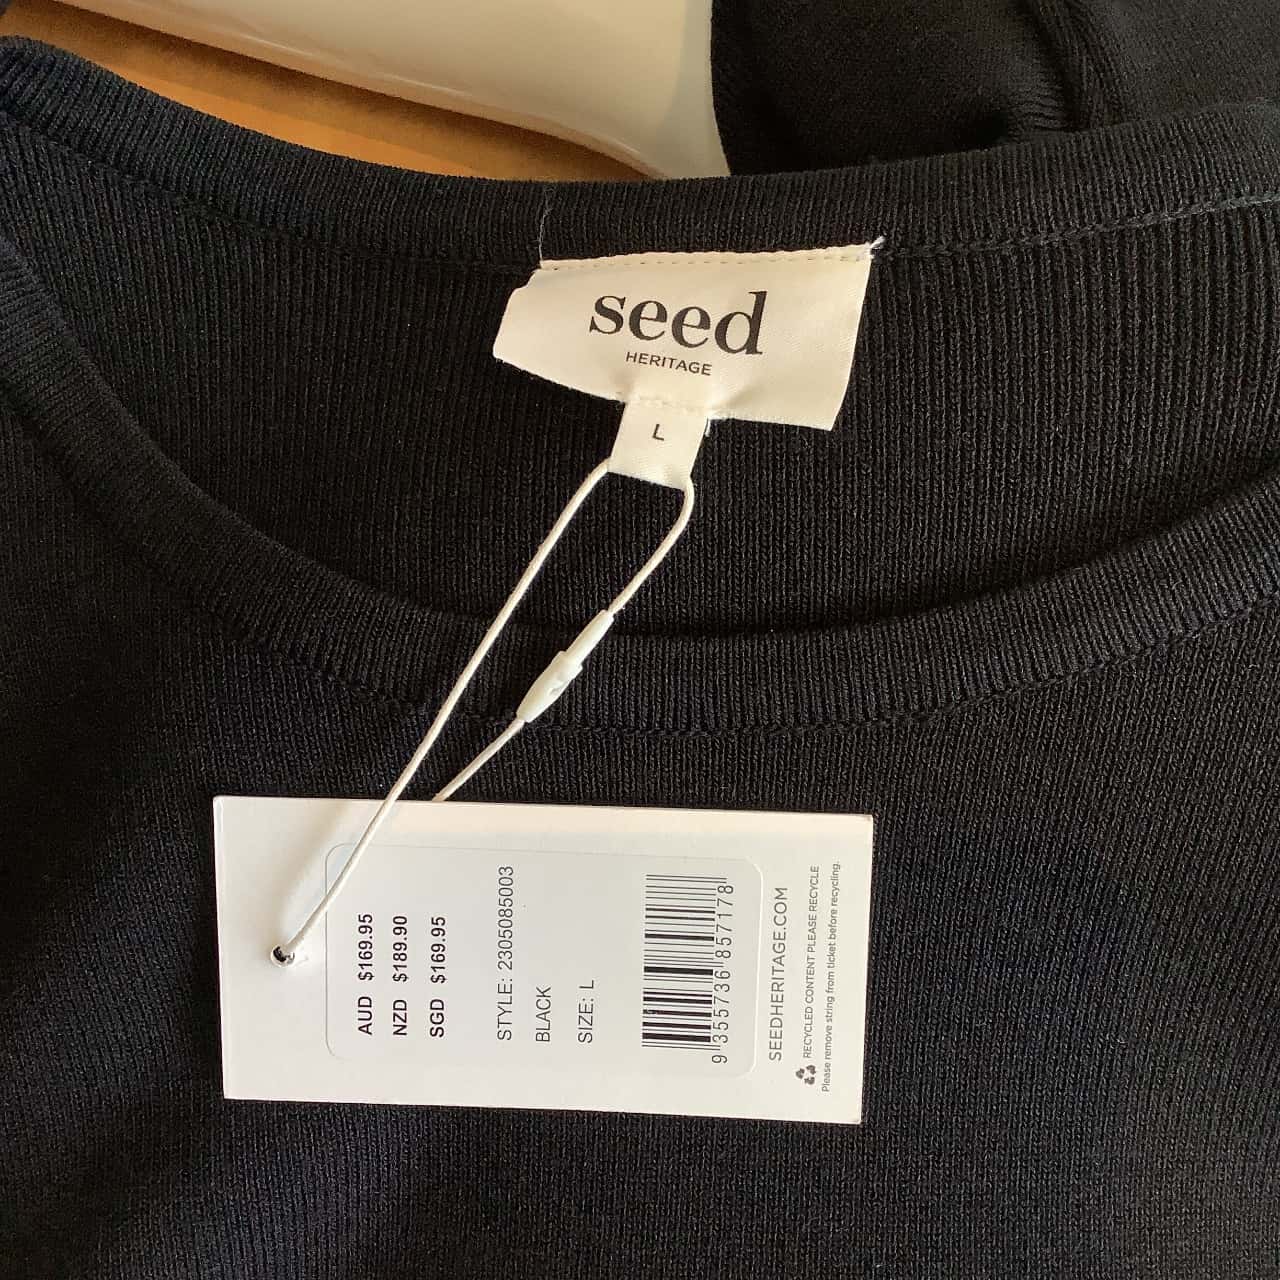 seed
HERITAGE
L
AUD $169.95
NZD $189.90
SGD $169.95
STYLE: 2305085003
BLACK
SIZE: L
9 355736 857178
SEEDHERITAGE.COM
RECYCLED CONTENT PLEASE RECYCLE
Please remove string from ticket before recycling.